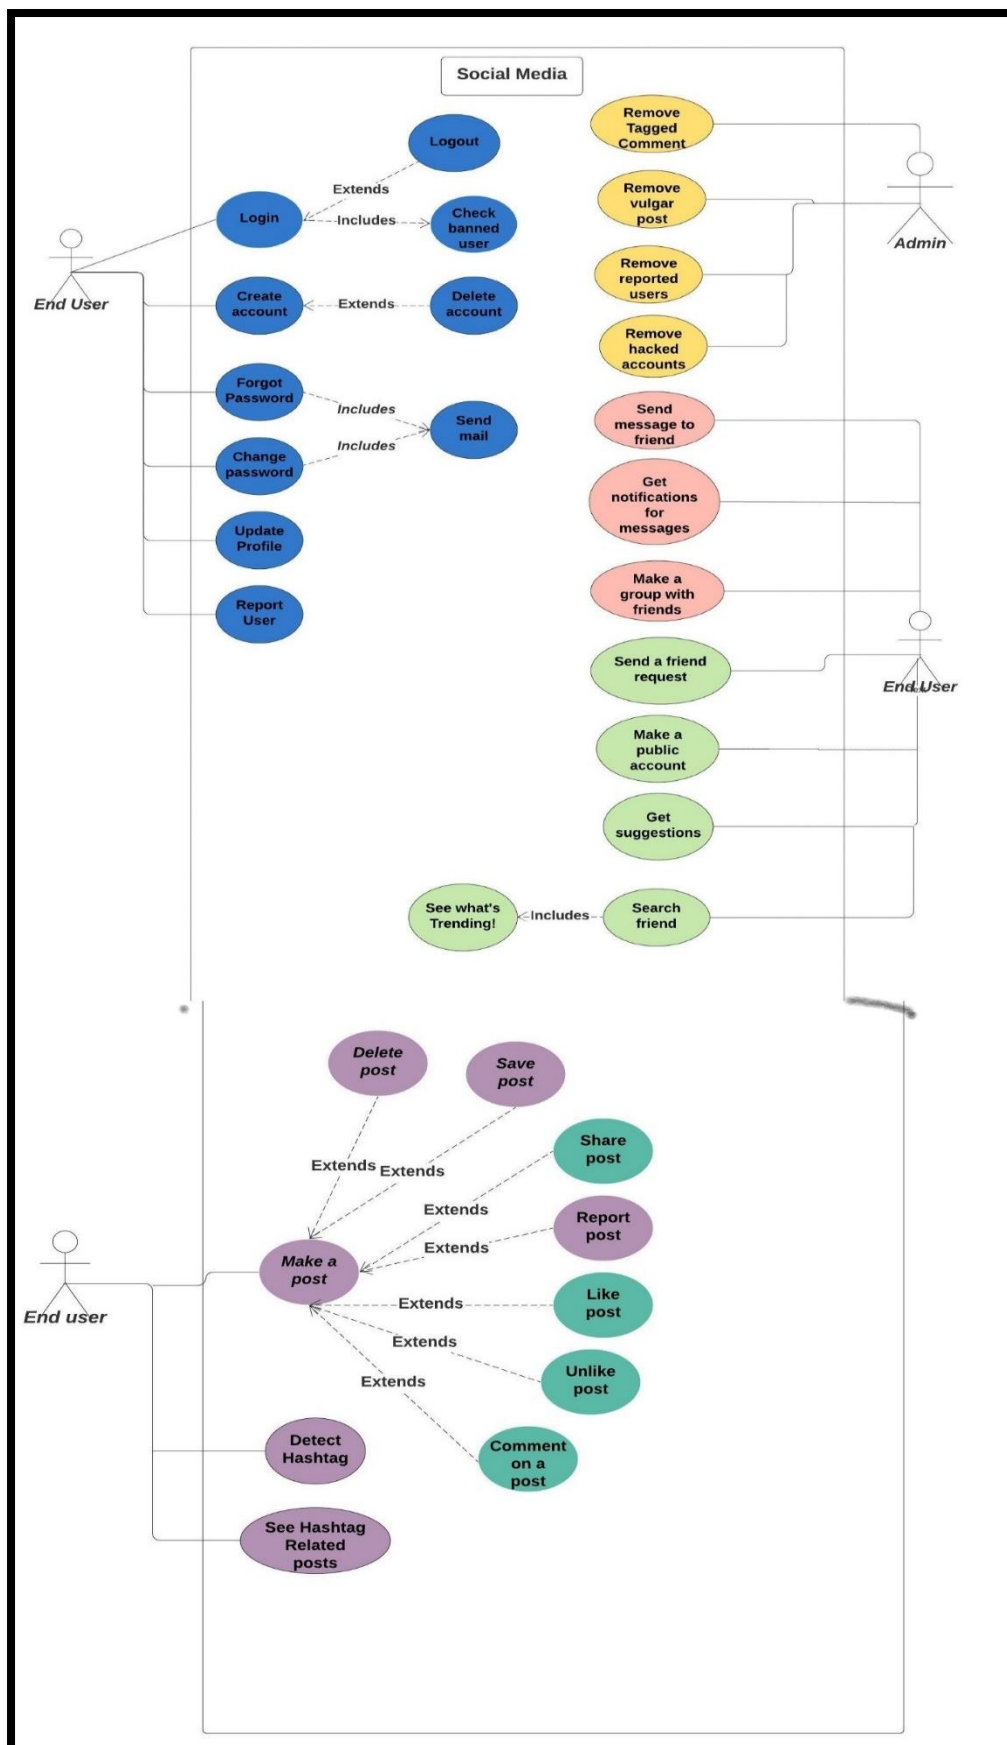 Social Media
Logout
Extends
Login
Includes
Check
banned
user
End User
Create
account
Extends
Delete
account
Forgot
Password
Includes
Send
mail
Includes
Change
password
Update
Profile
Report
User
Remove
Tagged
Comment
Remove
vulgar
post
Admin
Remove
reported
users
Remove
hacked
accounts
Send
message to
friend
Get
notifications
for
messages
Make a
group with
friends
Send a friend
request
End User
Make a
public
account
Get
suggestions
See what's
Trending!
Includes
Search
friend
Delete
post
Save
post
Extends
Extends
Share
post
Extends
Report
post
Extends
Make a
post
End user
Extends
Like
post
Extends
Unlike
post
Extends
Comment
on a
post
Detect
Hashtag
See Hashtag
Related
posts